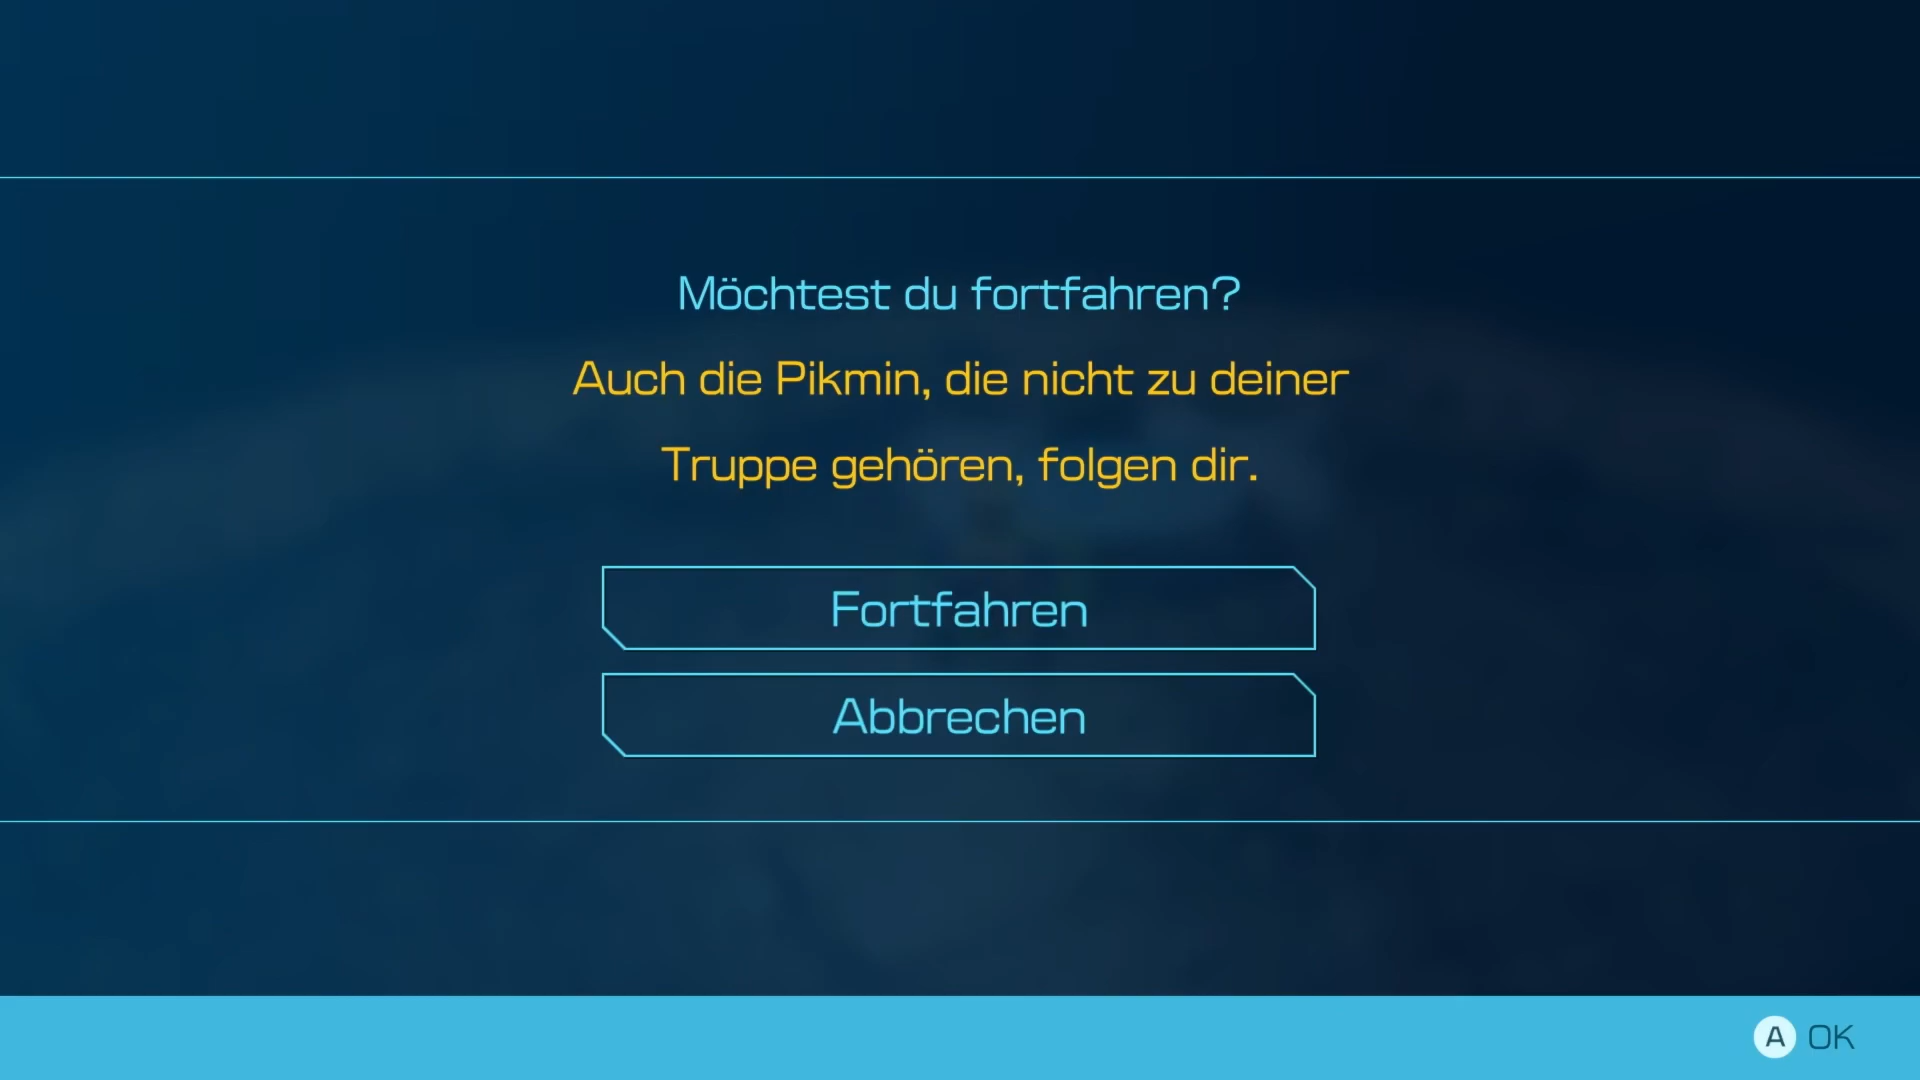 Möchtest du fortfahren?
Auch die Pikmin, die nicht zu deiner
Truppe gehören, folgen dir.
Fortfahren
Abbrechen
A OK